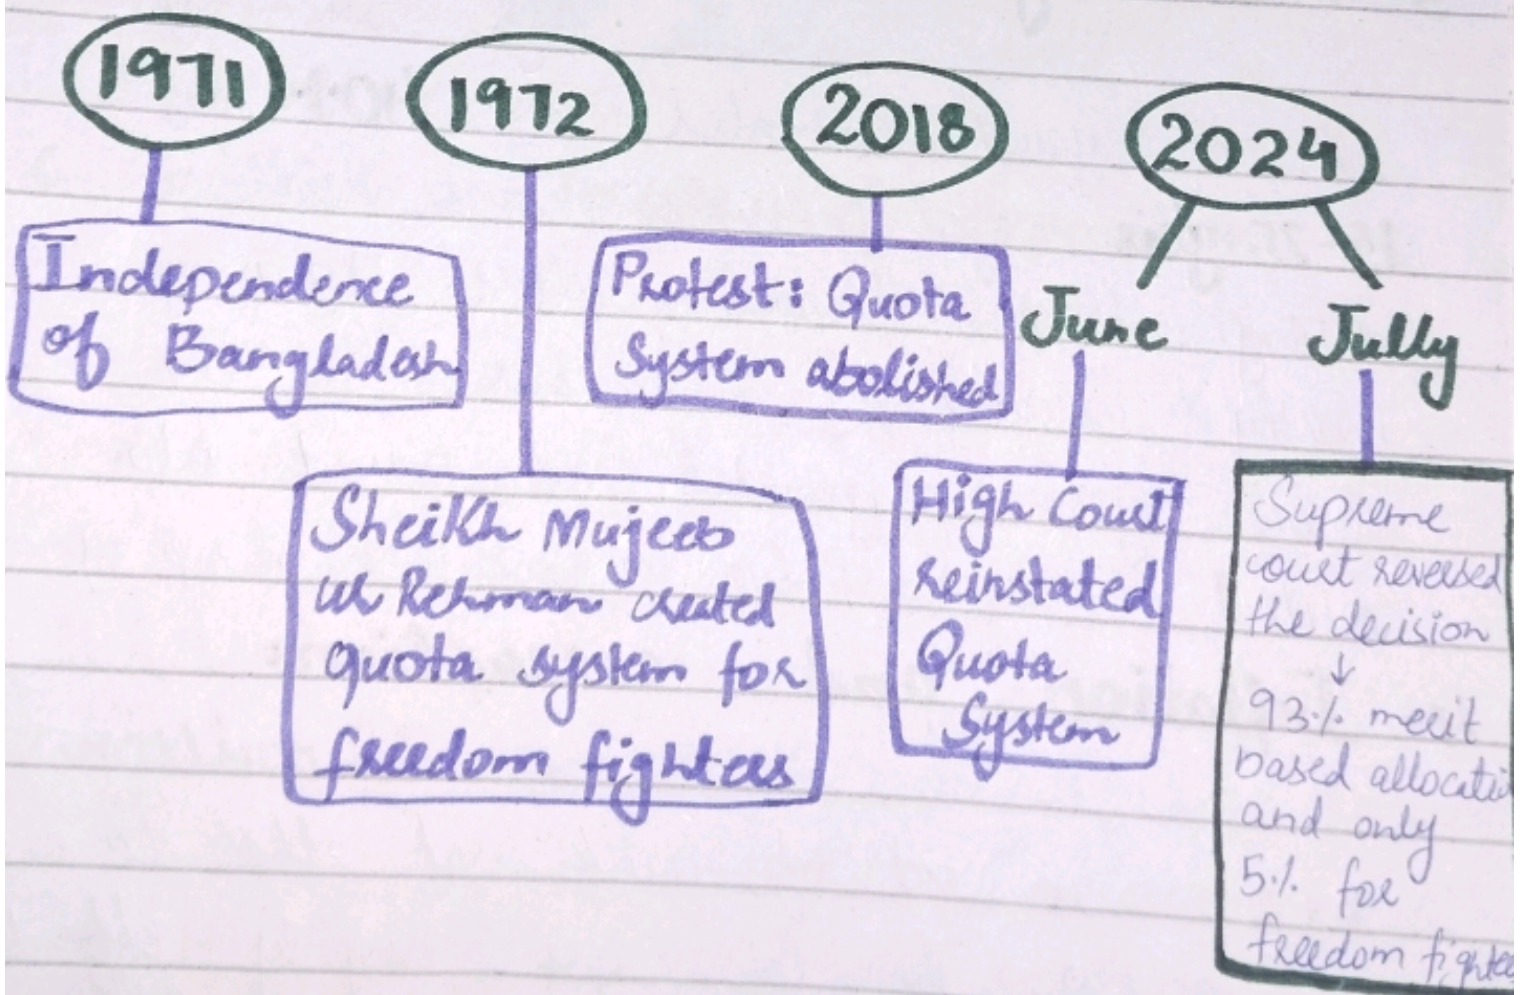 1971
Independence
of Bangladesh
1972
Sheikh Mujeeb
ur Rehman created
quota system for
freedom fighters
2018
Protest: Quota
System abolished
2024
June
High Court
reinstated
Quota
System
Jully
Supreme
court reversed
the decision
↓
93% merit
based allocatio
and only
5% for
freedom fighte